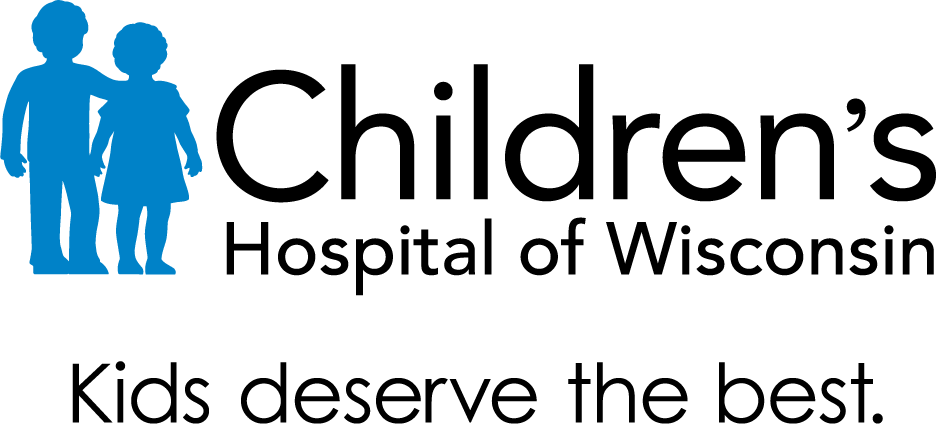 Children’s
Hospital of Wisconsin
Kids deserve the best.